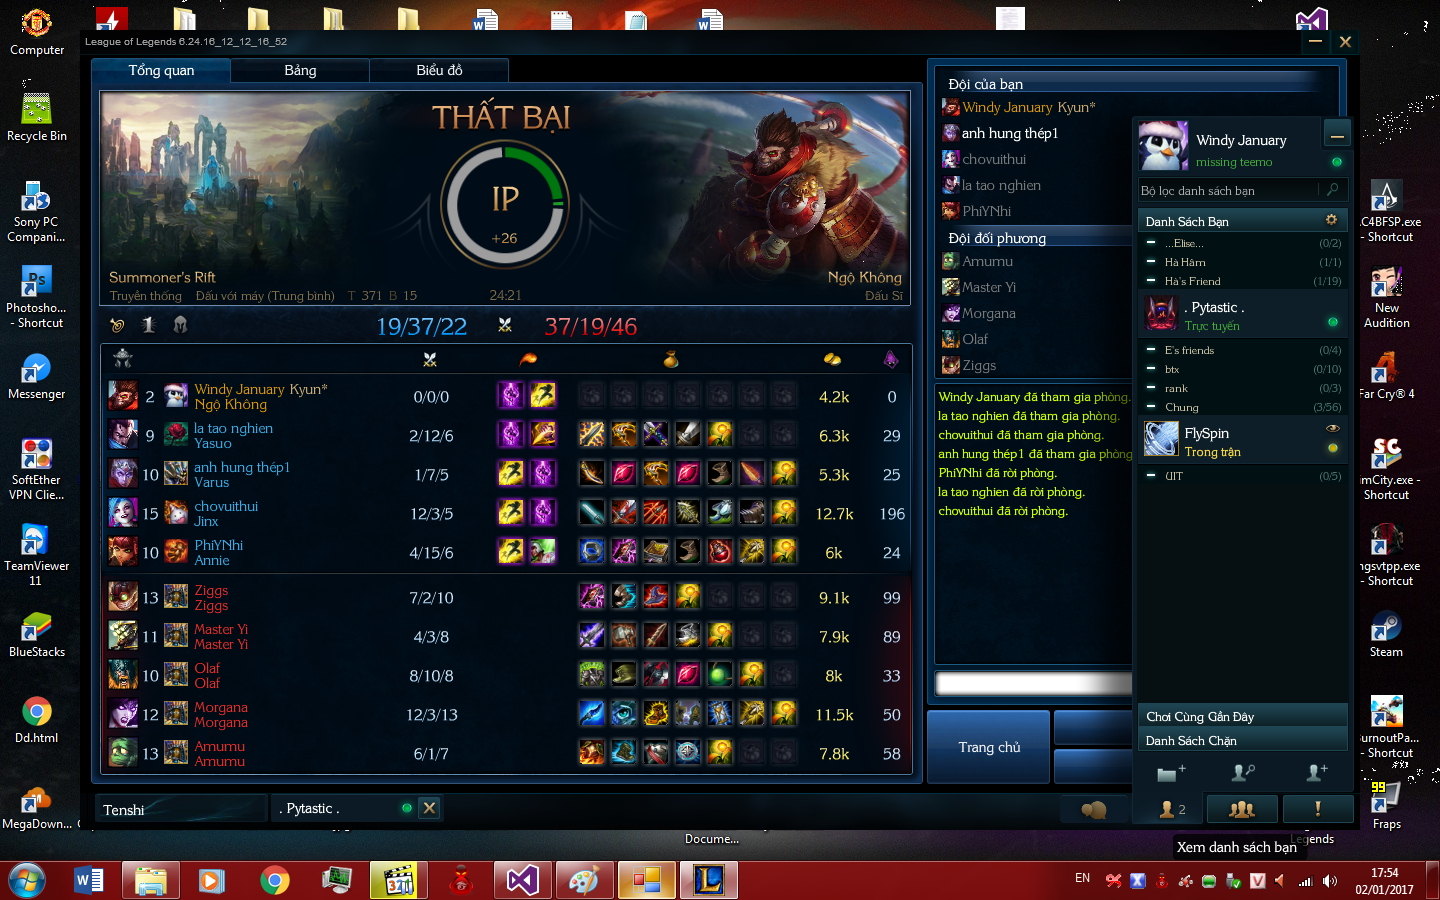 Computer
Recycle Bin
Sony PC
Compani...
Photosho...
- Shortcut
Messenger
SoftEther
VPN Clie...
TeamViewer
11
BlueStacks
Dd.html
MegaDown...
League of Legends 6.24.16_12_12_16_52
Tổng quan
Bảng
Biểu đồ
THẤT BẠI
IP
+26
Summoner's Rift
Truyền thống Đấu với máy (Trung bình) T 371 B 15
24:21
Ngộ Không
Đấu Sĩ
1
19/37/22
37/19/46
2 Windy January Kyun* 0/0/0 4.2k 0
Ngộ Không
9 la tao nghien 2/12/6 6.3k 29
Yasuo
10 anh hung thép1 1/7/5 5.3k 25
Varus
15 chovuithui 12/3/5 12.7k 196
Jinx
10 PhiYNhi 4/15/6 6k 24
Annie
13 Ziggs 7/2/10 9.1k 99
Ziggs
11 Master Yi 4/3/8 7.9k 89
Master Yi
10 Olaf 8/10/8 8k 33
Olaf
12 Morgana 12/3/13 11.5k 50
Morgana
13 Amumu 6/1/7 7.8k 58
Amumu
Tenshi
. Pytastic .
Đội của bạn
Windy January Kyun*
anh hung thép1
chovuithui
la tao nghien
PhiYNhi
Đội đối phương
Amumu
Master Yi
Morgana
Olaf
Ziggs
Windy January đã tham gia phòng.
la tao nghien đã tham gia phòng.
chovuithui đã tham gia phòng.
anh hung thép1 đã tham gia phòng
PhiYNhi đã rời phòng.
la tao nghien đã rời phòng.
chovuithui đã rời phòng.
Trang chủ
Windy January
missing teemo
Bộ lọc danh sách bạn
Danh Sách Bạn
...Elise... (0/2)
Hà Hâm (1/1)
Hà's Friend (1/19)
. Pytastic .
Trực tuyến
E's friends (0/4)
btx (0/10)
rank (0/3)
Chung (3/56)
FlySpin
Trong trận
UIT (0/5)
Chơi Cùng Gần Đây
Danh Sách Chặn
2
Xem danh sách bạn
C4BFSP.exe
- Shortcut
New
Audition
Far Cry® 4
imCity.exe -
Shortcut
ngsvtpp.exe
- Shortcut
Steam
urnoutPa...
- Shortcut
99
Fraps
Docume...
egends
EN
17:54
02/01/2017